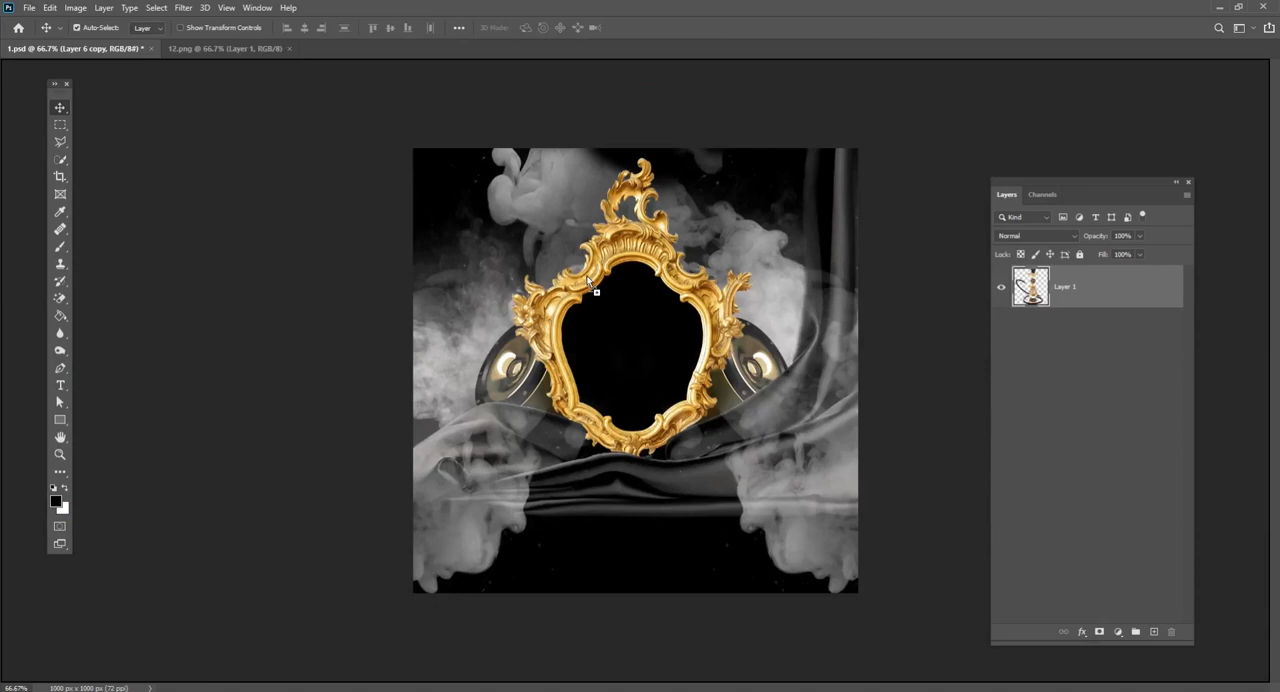 Ps File Edit Image Layer Type Select Filter 3D View Window Help
Auto-Select: Layer Show Transform Controls 3D Mode:
1.psd @ 66.7% (Layer 6 copy, RGB/8#) * × 12.png @ 66.7% (Layer 1, RGB/8) ×
Layers Channels
Kind
Normal Opacity: 100%
Lock: Fill: 100%
Layer 1
66.67% 1000 px x 1000 px (72 ppi)